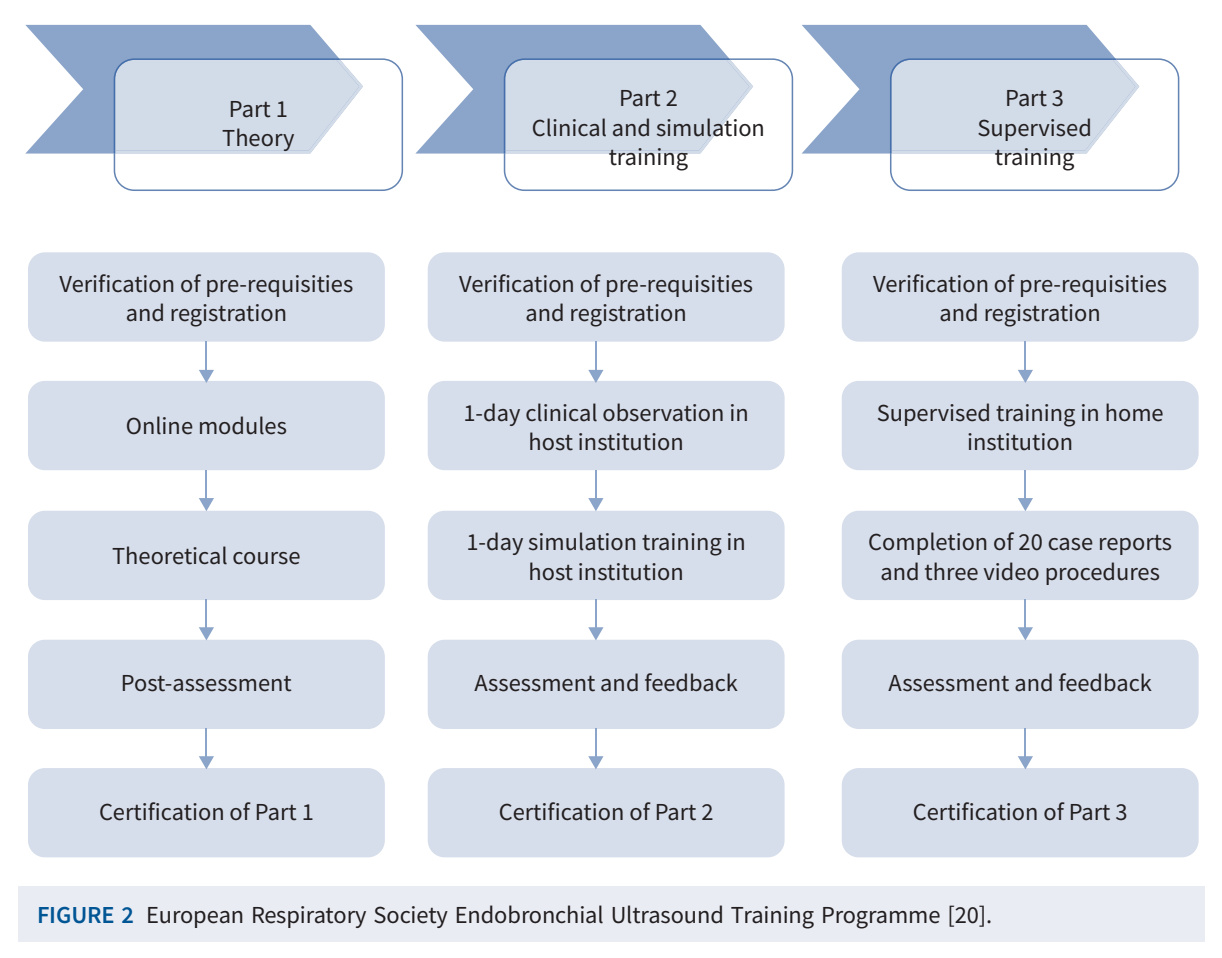 Part 1
Theory
Part 2
Clinical and simulation
training
Part 3
Supervised
training
Verification of pre-requisities
and registration
Online modules
Theoretical course
Post-assessment
Certification of Part 1
Verification of pre-requisities
and registration
1-day clinical observation in
host institution
1-day simulation training in
host institution
Assessment and feedback
Certification of Part 2
Verification of pre-requisities
and registration
Supervised training in home
institution
Completion of 20 case reports
and three video procedures
Assessment and feedback
Certification of Part 3
FIGURE 2 European Respiratory Society Endobronchial Ultrasound Training Programme [20].